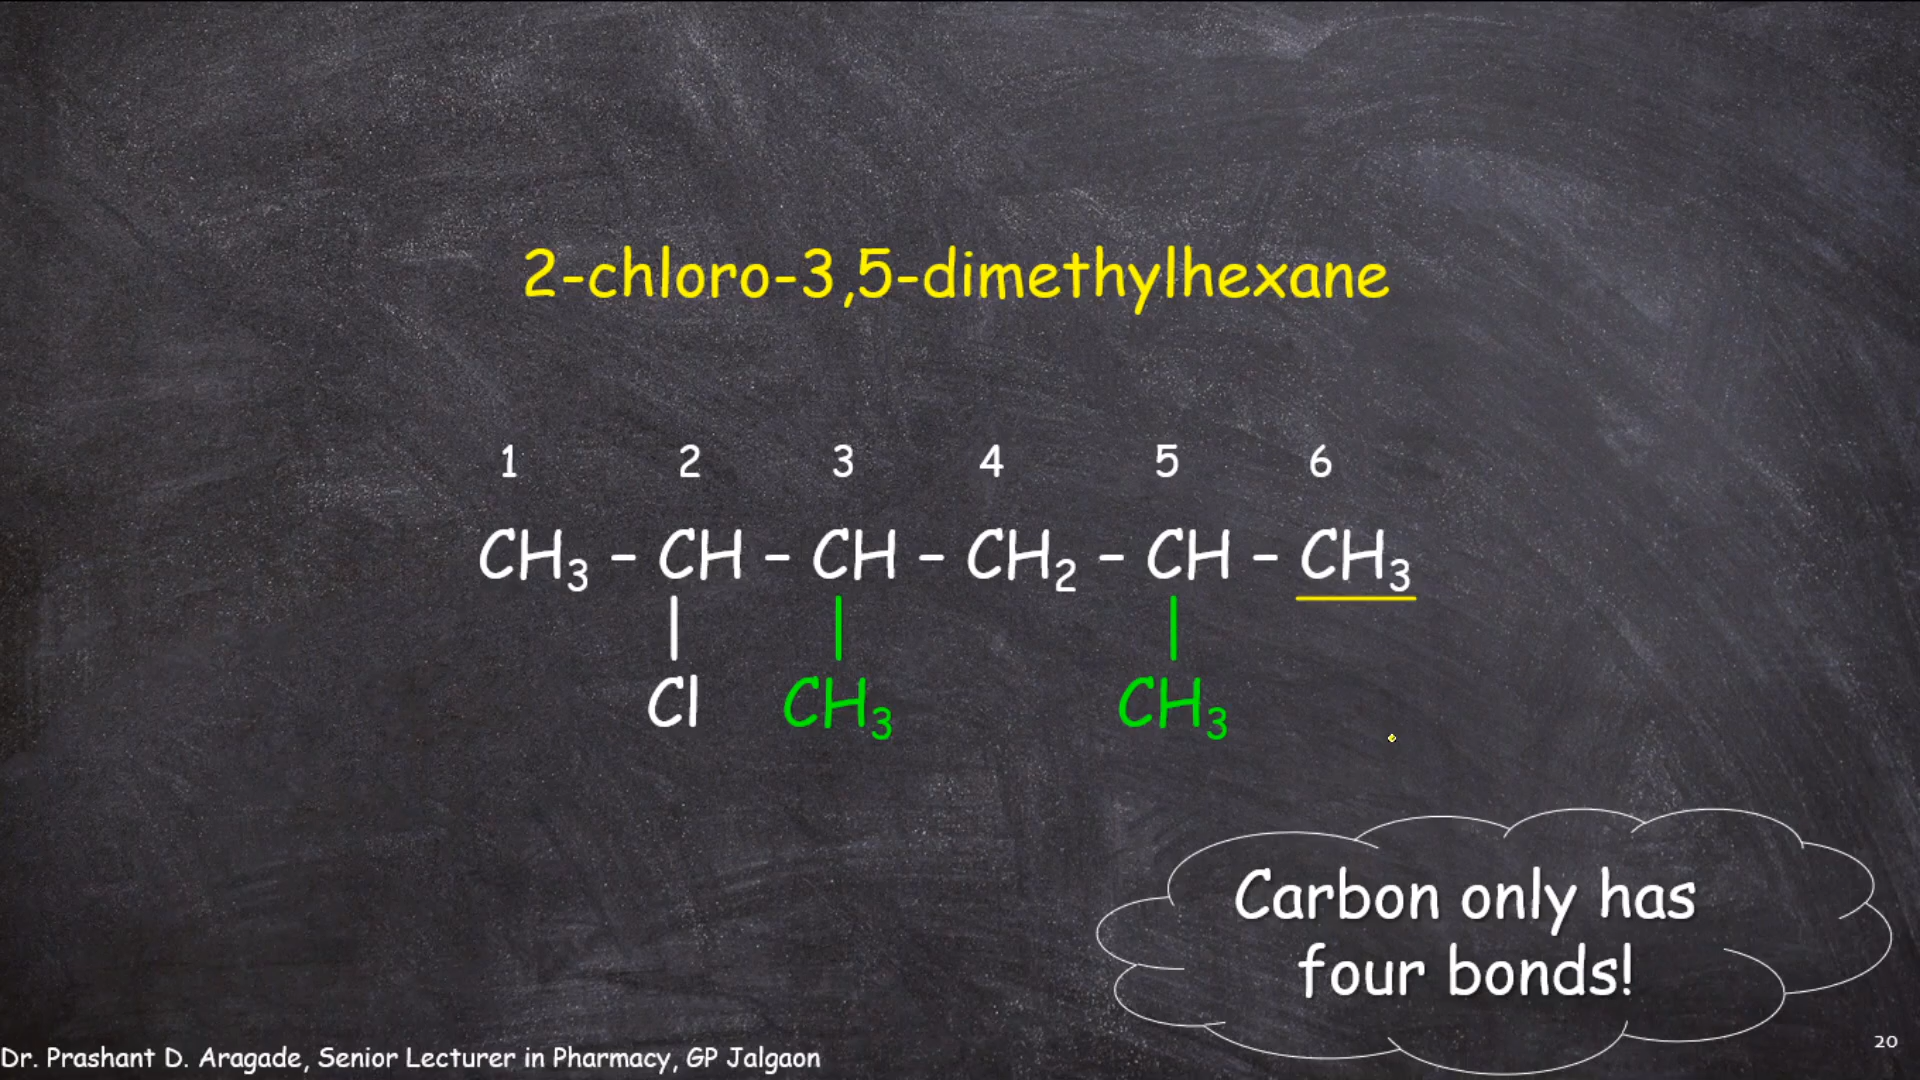 2-chloro-3,5-dimethylhexane
1 2 3 4 5 6
CH₃ – CH – CH – CH₂ – CH – CH₃
Cl CH₃ CH₃
Carbon only has
four bonds!
Dr. Prashant D. Aragade, Senior Lecturer in Pharmacy, GP Jalgaon
20